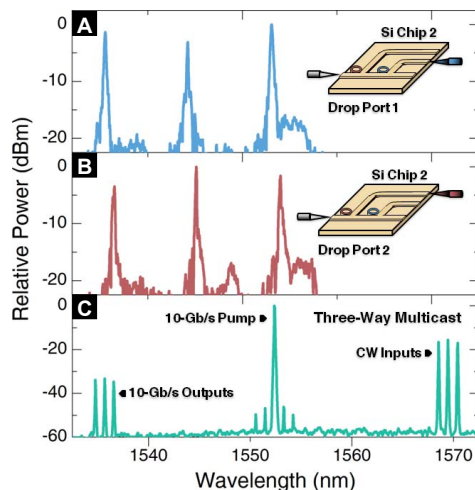 A
Si Chip 2
Drop Port 1
0
-10
-20
B
Si Chip 2
Drop Port 2
0
-10
-20
C
10-Gb/s Pump
Three-Way Multicast
CW Inputs
10-Gb/s Outputs
0
-20
-40
-60
Relative Power (dBm)
1540
1550
1560
1570
Wavelength (nm)